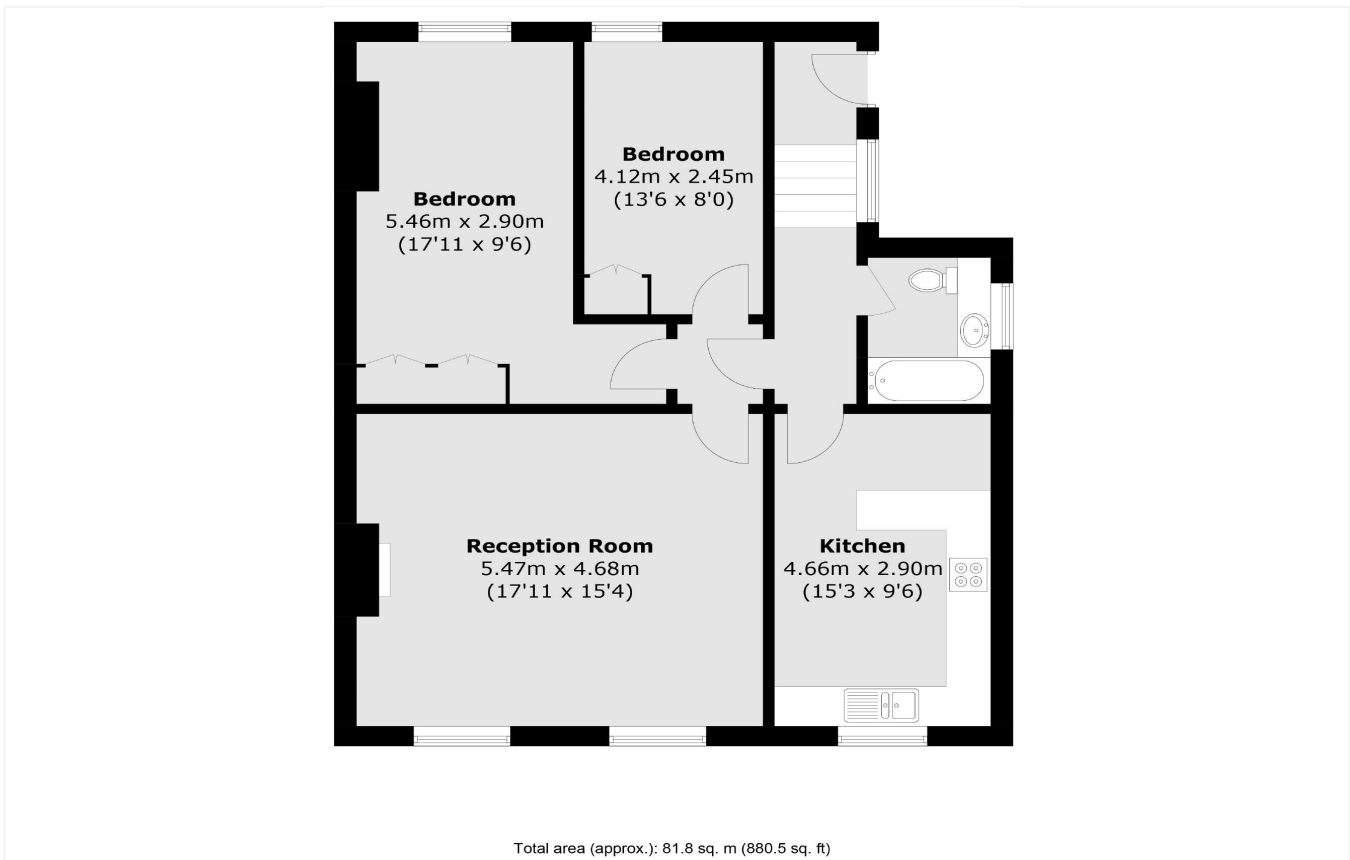 Bedroom
4.12m x 2.45m
(13'6 x 8'0)
Bedroom
5.46m x 2.90m
(17'11 x 9'6)
Reception Room
5.47m x 4.68m
(17'11 x 15'4)
Kitchen
4.66m x 2.90m
(15'3 x 9'6)
Total area (approx.): 81.8 sq. m (880.5 sq. ft)